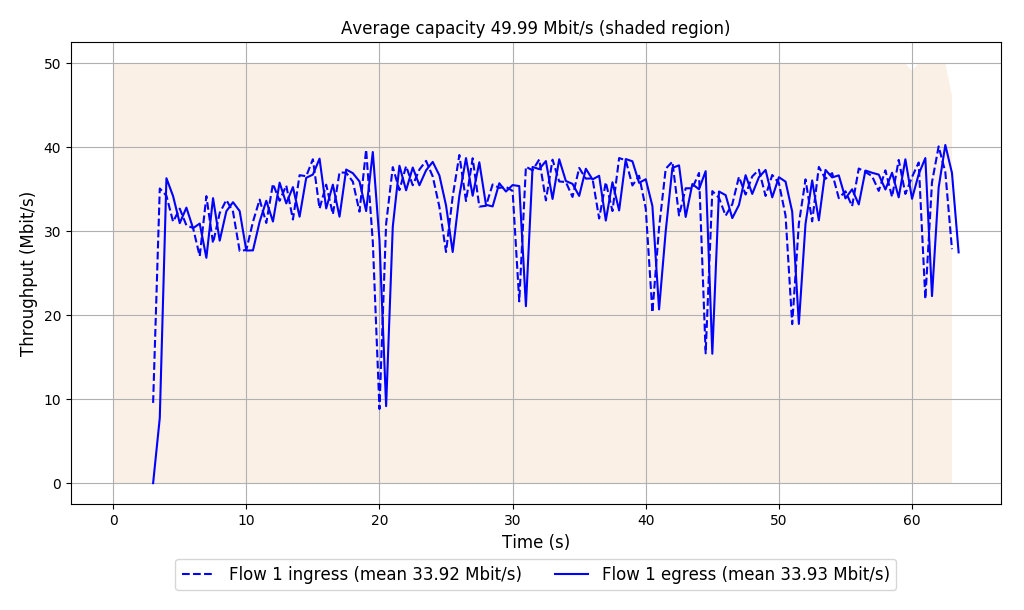 Average capacity 49.99 Mbit/s (shaded region)
Throughput (Mbit/s)
50
40
30
20
10
0
0 10 20 30 40 50 60
Time (s)
Flow 1 ingress (mean 33.92 Mbit/s) Flow 1 egress (mean 33.93 Mbit/s)